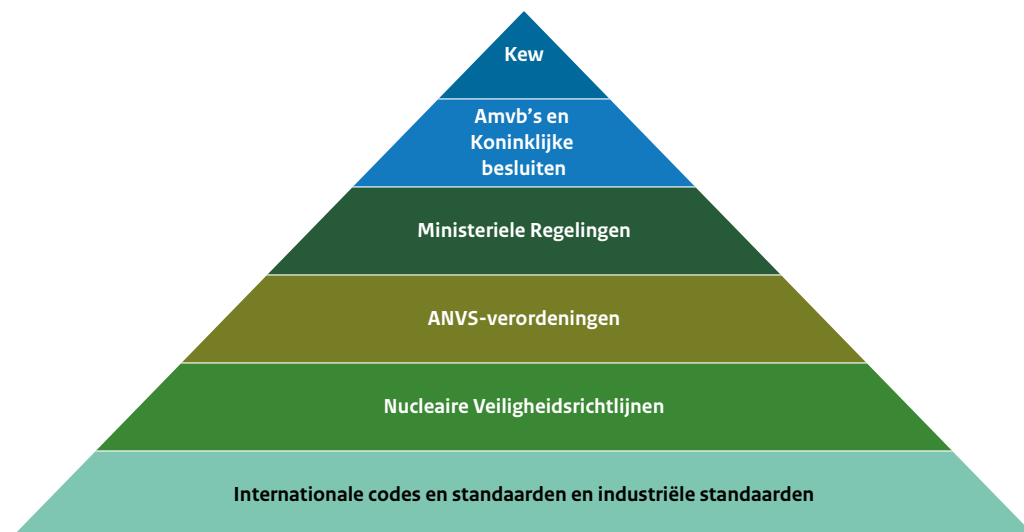 Kew
Amvb’s en
Koninklijke
besluiten
Ministeriele Regelingen
ANVS-verordeningen
Nucleaire Veiligheidsrichtlijnen
Internationale codes en standaarden en industriële standaarden